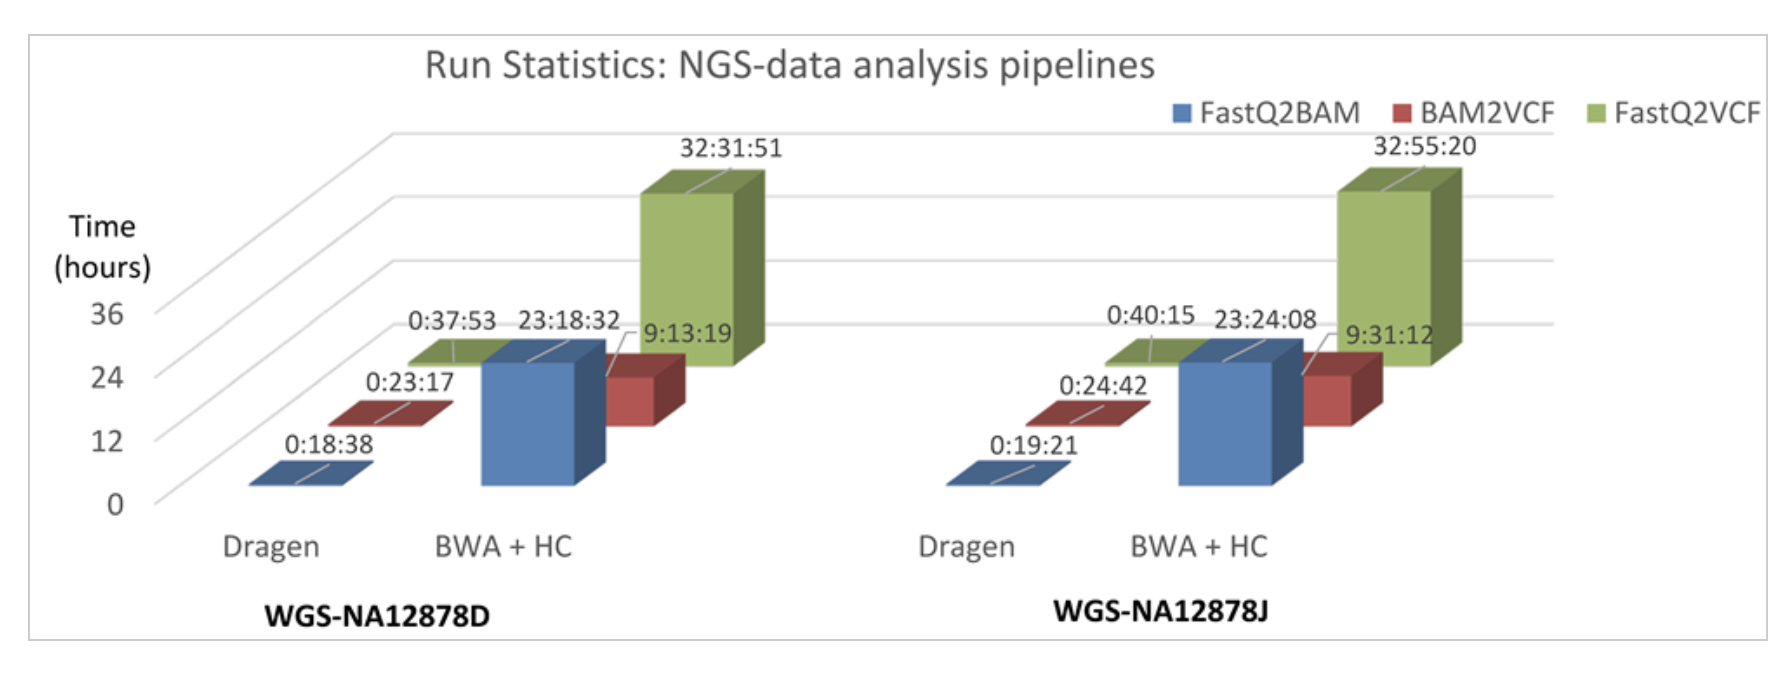 Run Statistics: NGS-data analysis pipelines
FastQ2BAM BAM2VCF FastQ2VCF
Time
(hours)
36
24
12
0
32:31:51
0:37:53 23:18:32 9:13:19
0:23:17
0:18:38
32:55:20
0:40:15 23:24:08 9:31:12
0:24:42
0:19:21
Dragen BWA + HC Dragen BWA + HC
WGS-NA12878D WGS-NA12878J